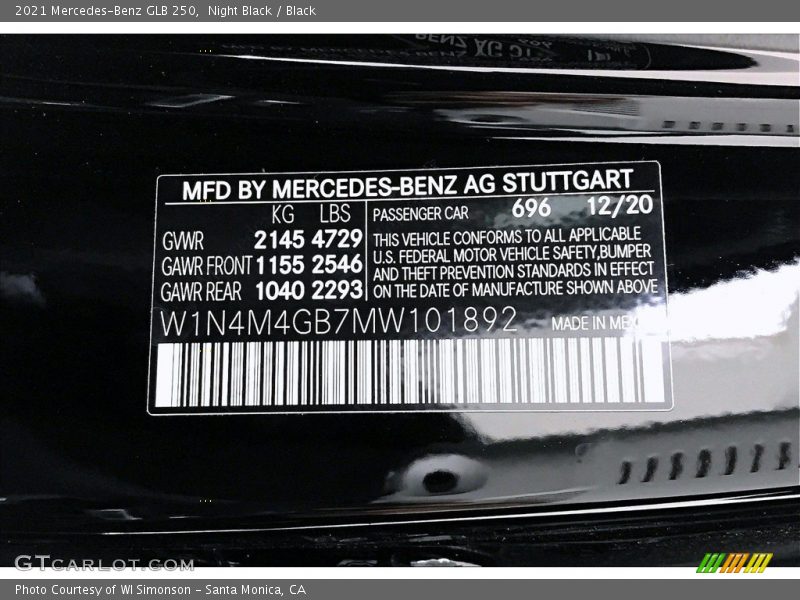 2021 Mercedes-Benz GLB 250, Night Black / Black
MFD BY MERCEDES-BENZ AG STUTTGART
KG LBS PASSENGER CAR 696 12/20
GVWR 2145 4729 THIS VEHICLE CONFORMS TO ALL APPLICABLE
U.S. FEDERAL MOTOR VEHICLE SAFETY,BUMPER
GAWR FRONT 1155 2546 AND THEFT PREVENTION STANDARDS IN EFFECT
GAWR REAR 1040 2293 ON THE DATE OF MANUFACTURE SHOWN ABOVE
W1N4M4GB7MW101892 MADE IN
GTCARLOT.COM
Photo Courtesy of WI Simonson - Santa Monica, CA